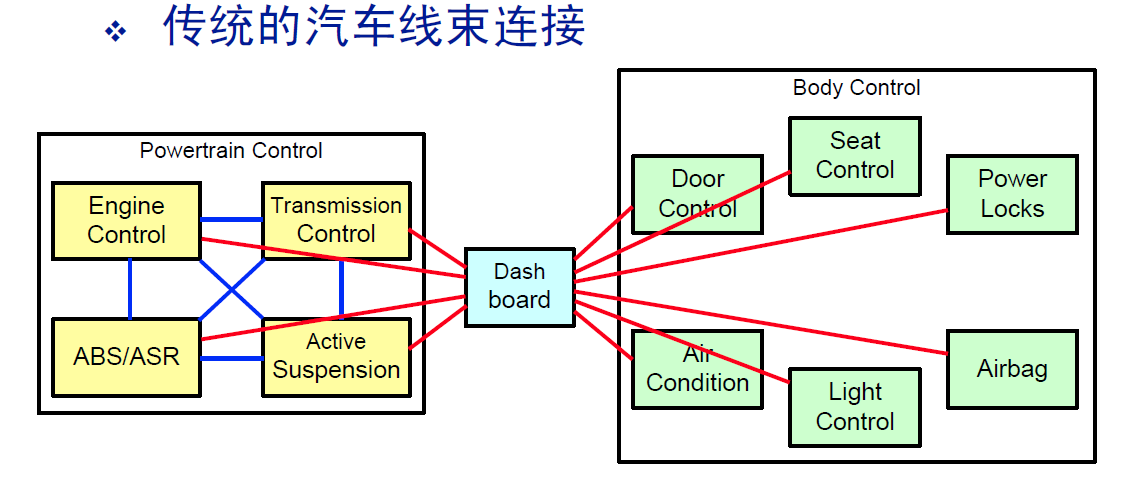 ❖ 传统的汽车线束连接
Powertrain Control
Engine
Control
Transmission
Control
ABS/ASR
Active
Suspension
Dash
board
Body Control
Door
Control
Seat
Control
Power
Locks
Air
Condition
Light
Control
Airbag